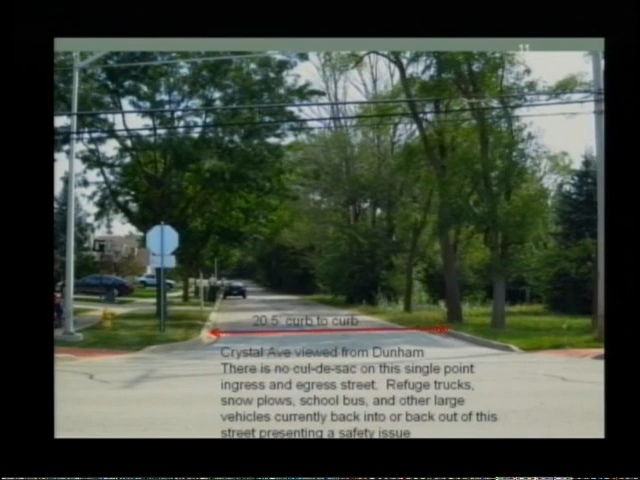 11
20.5' curb to curb
Crystal Ave viewed from Dunham
There is no cul-de-sac on this single point
ingress and egress street. Refuge trucks,
snow plows, school bus, and other large
vehicles currently back into or back out of this
street presenting a safety issue